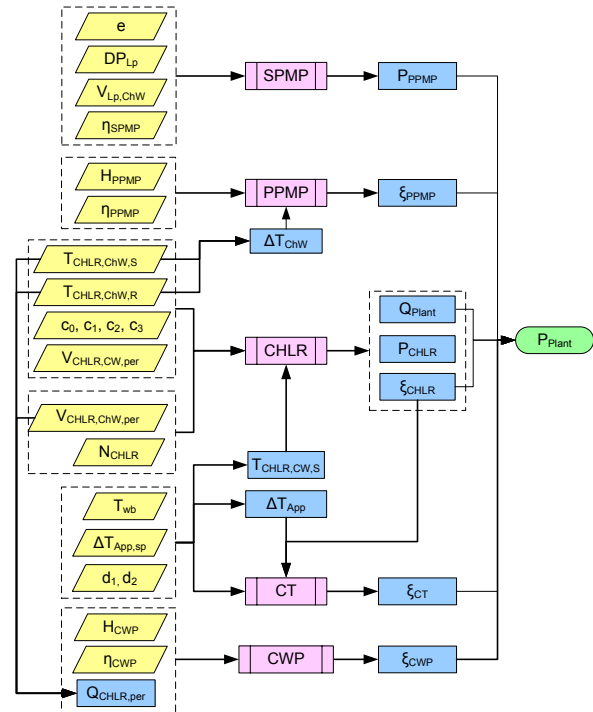 e
DP_Lp
V_Lp,ChW
η_SPMP
SPMP
P_PPMP
H_PPMP
η_PPMP
PPMP
ξ_PPMP
ΔT_ChW
T_CHLR,ChW,S
T_CHLR,ChW,R
c_0, c_1, c_2, c_3
V_CHLR,CW,per
CHLR
Q_Plant
P_CHLR
ξ_CHLR
P_Plant
V_CHLR,ChW,per
N_CHLR
T_CHLR,CW,S
T_wb
ΔT_App
ΔT_App,sp
d_1, d_2
CT
ξ_CT
H_CWP
η_CWP
CWP
ξ_CWP
Q_CHLR,per